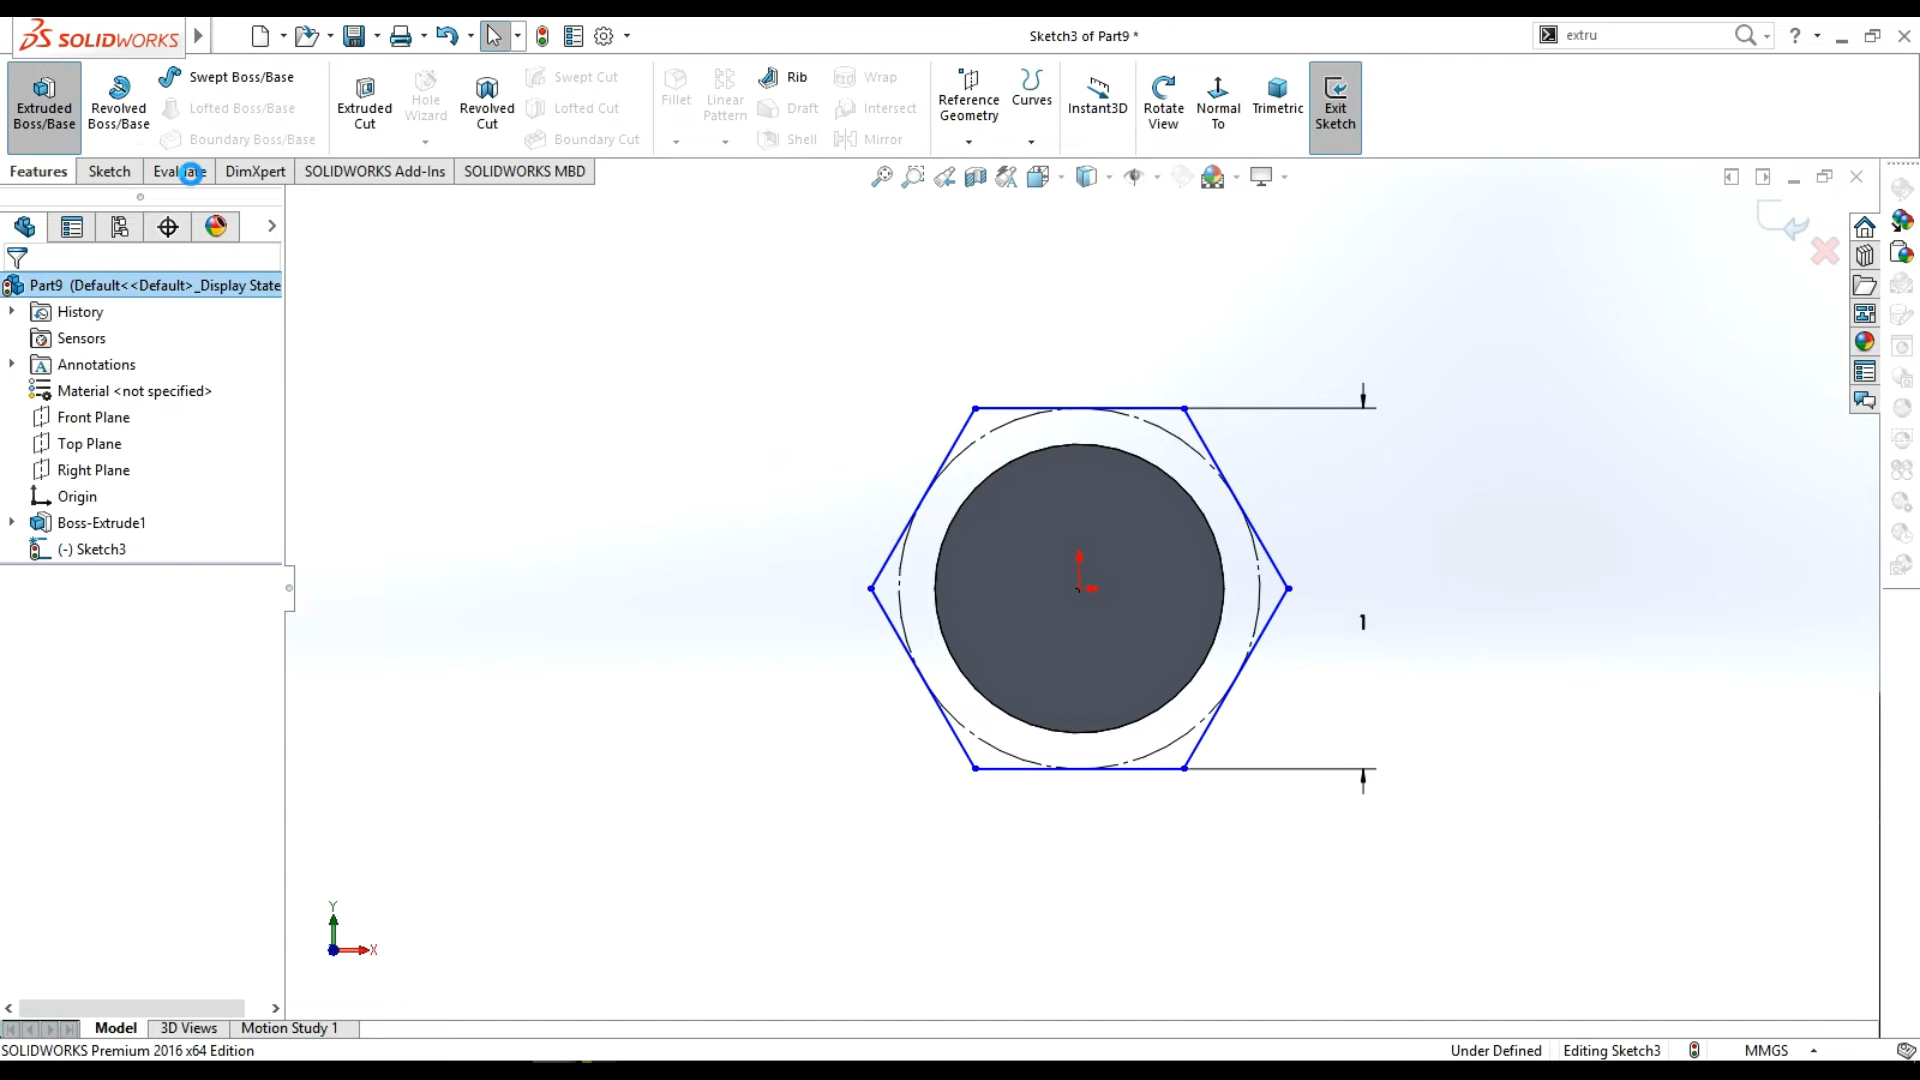 SOLIDWORKS
Sketch3 of Part9 *
extru
Extruded Boss/Base
Revolved Boss/Base
Swept Boss/Base
Lofted Boss/Base
Boundary Boss/Base
Extruded Cut
Hole Wizard
Revolved Cut
Swept Cut
Lofted Cut
Boundary Cut
Fillet
Linear Pattern
Rib
Draft
Shell
Wrap
Intersect
Mirror
Reference Geometry
Curves
Instant3D
Rotate View
Normal To
Trimetric
Exit Sketch
Features
Sketch
Evaluate
DimXpert
SOLIDWORKS Add-Ins
SOLIDWORKS MBD
Part9 (Default<<Default>_Display State
History
Sensors
Annotations
Material <not specified>
Front Plane
Top Plane
Right Plane
Origin
Boss-Extrude1
(-) Sketch3
1
Y
X
Model
3D Views
Motion Study 1
SOLIDWORKS Premium 2016 x64 Edition
Under Defined
Editing Sketch3
MMGS